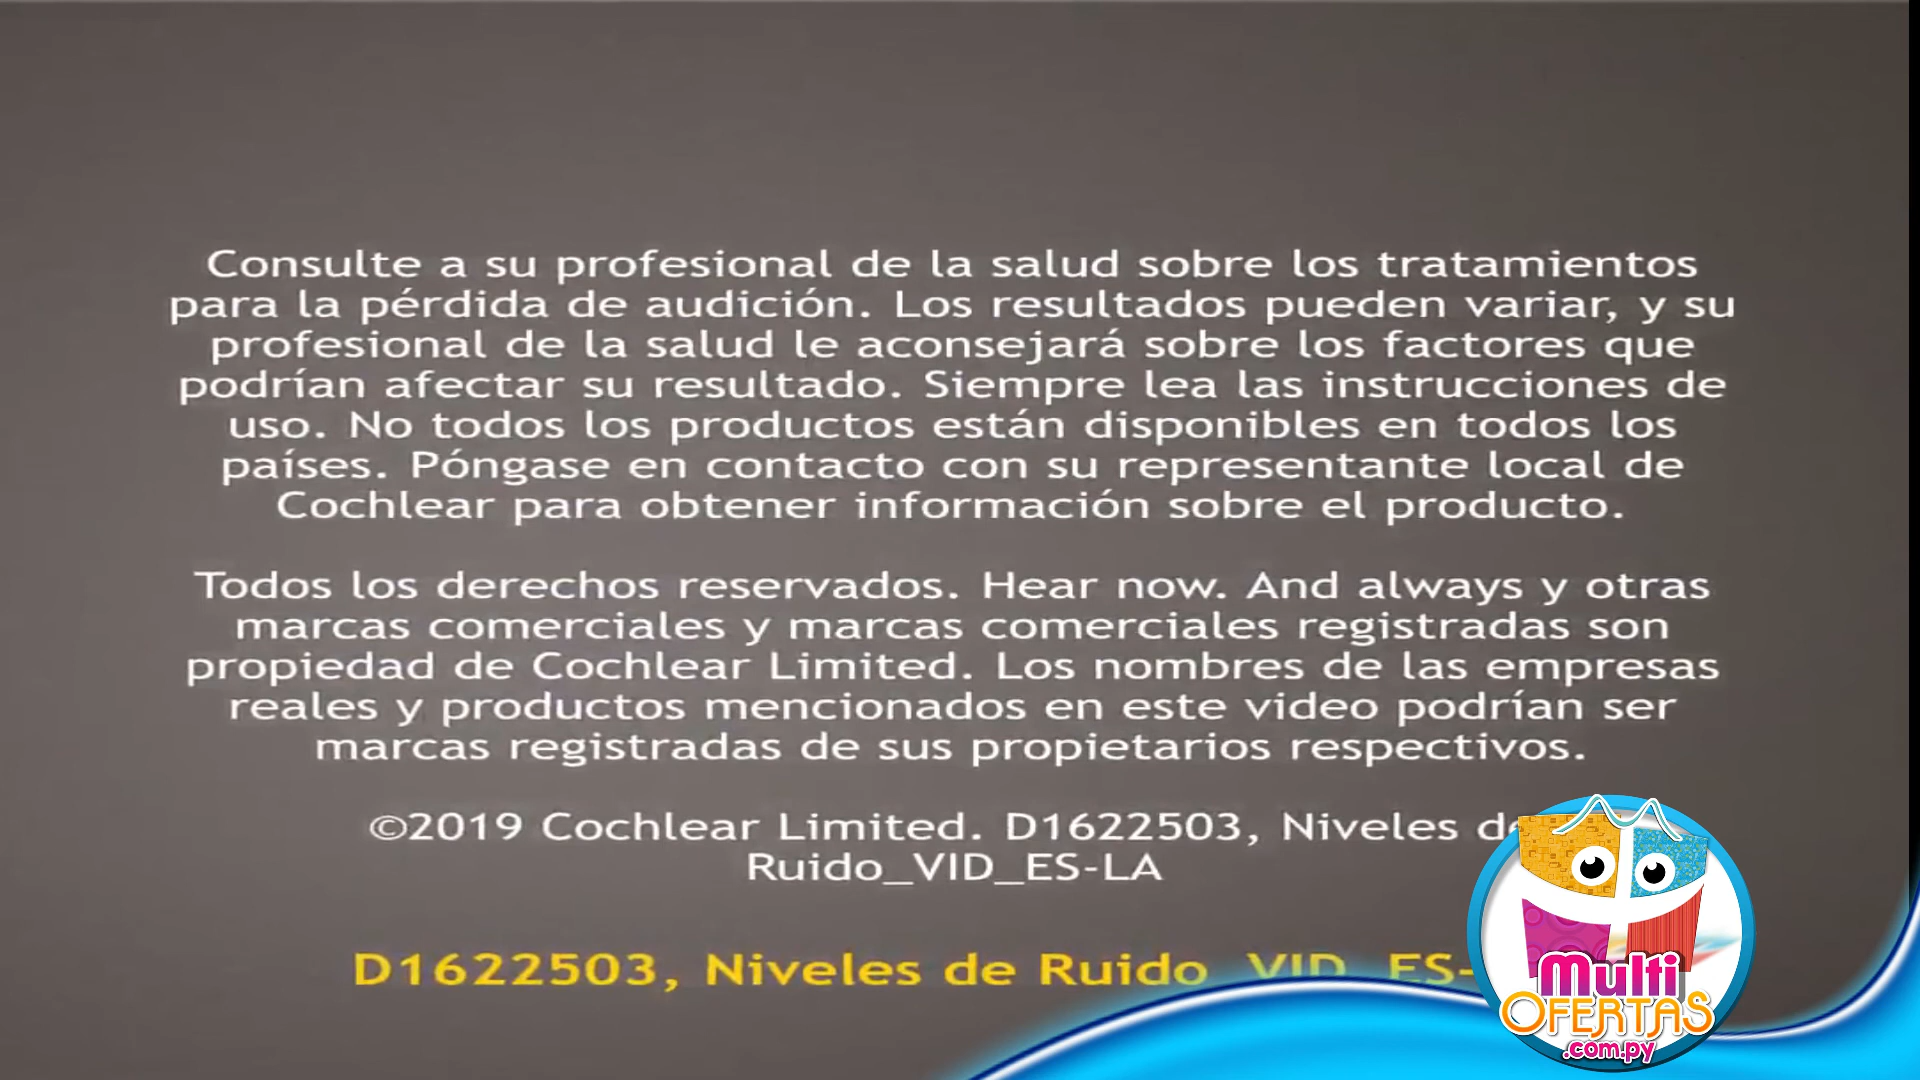 Consulte a su profesional de la salud sobre los tratamientos
para la pérdida de audición. Los resultados pueden variar, y su
profesional de la salud le aconsejará sobre los factores que
podrían afectar su resultado. Siempre lea las instrucciones de
uso. No todos los productos están disponibles en todos los
países. Póngase en contacto con su representante local de
Cochlear para obtener información sobre el producto.
Todos los derechos reservados. Hear now. And always y otras
marcas comerciales y marcas comerciales registradas son
propiedad de Cochlear Limited. Los nombres de las empresas
reales y productos mencionados en este video podrían ser
marcas registradas de sus propietarios respectivos.
©2019 Cochlear Limited. D1622503, Niveles de
Ruido_VID_ES-LA
D1622503, Niveles de Ruido_VID_ES-
Multi
OFERTAS
.com.py